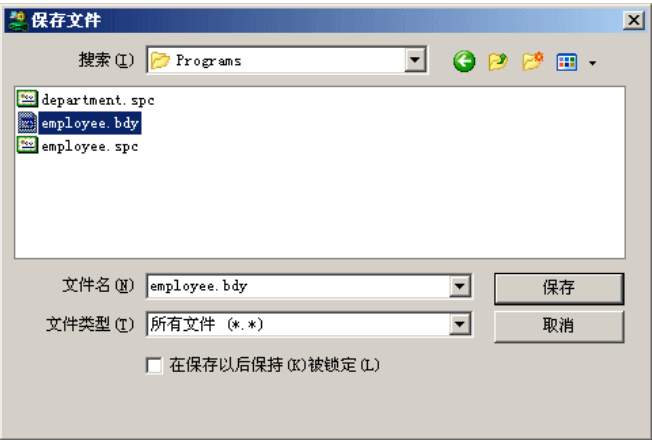 保存文件
搜索(I) Programs
department.spc
employee.bdy
employee.spc
文件名(N) employee.bdy 保存
文件类型(T) 所有文件 (*.*) 取消
在保存以后保持(K)被锁定(L)